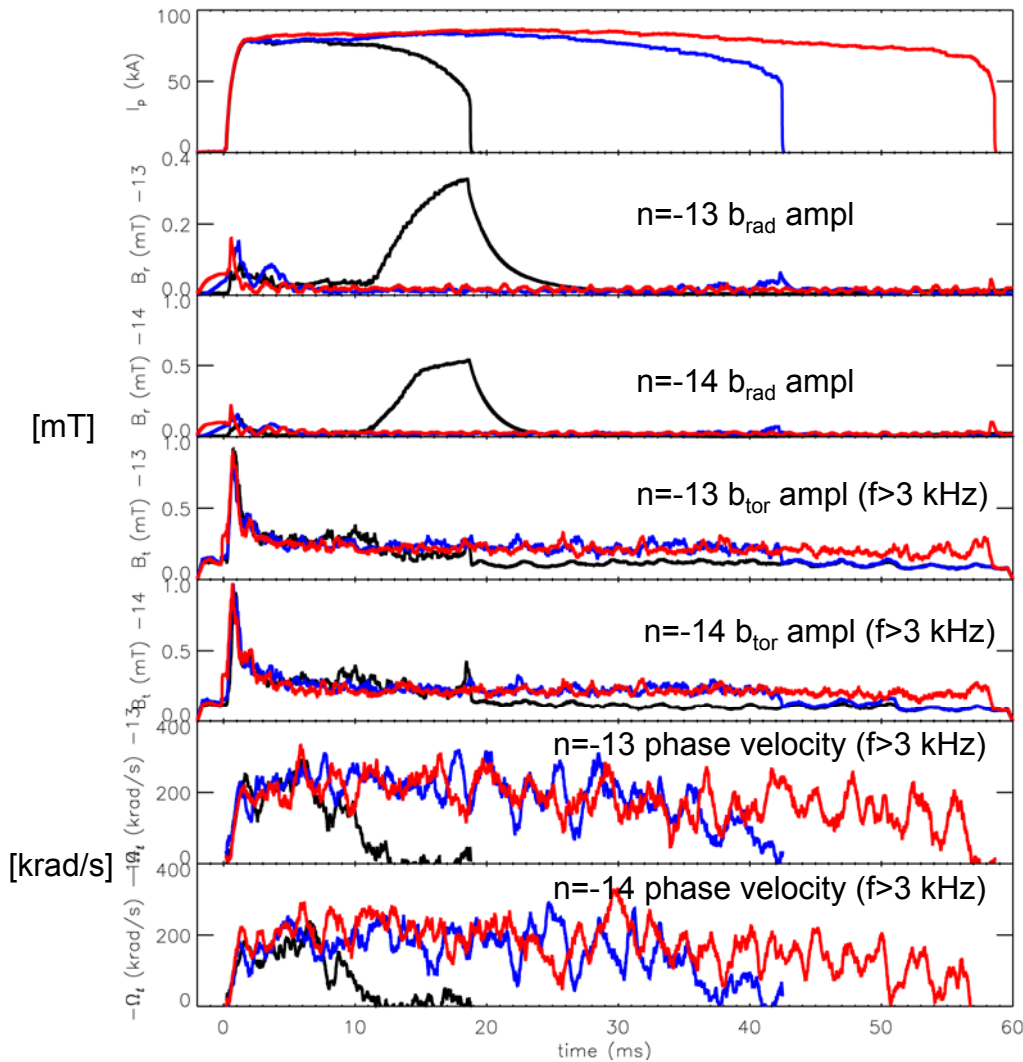 100
50
0
I_p (kA)
0.4
0.2
0.0
B_r (mT) −13
n=-13 b_rad ampl
1.0
0.5
0.0
B_r (mT) −14
n=-14 b_rad ampl
[mT]
1.0
0.5
0.0
B_t (mT) −13
n=-13 b_tor ampl (f>3 kHz)
1.0
0.5
0.0
B_t (mT) −14
n=-14 b_tor ampl (f>3 kHz)
400
200
0
(krad/s) −13
n=-13 phase velocity (f>3 kHz)
[krad/s]
400
200
0
−Ω_t (krad/s) −14
n=-14 phase velocity (f>3 kHz)
0 10 20 30 40 50 60
time (ms)